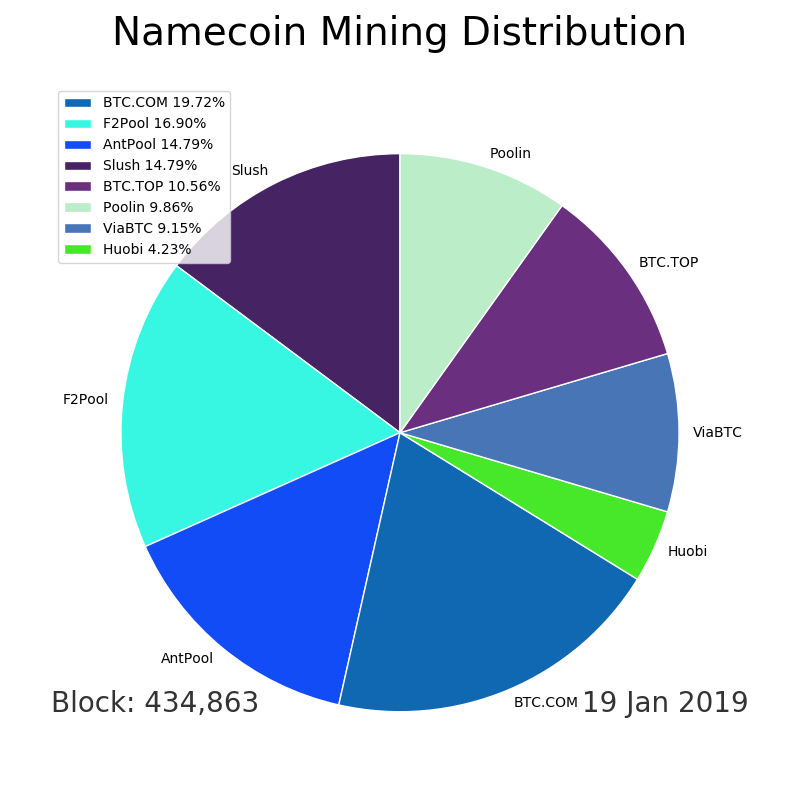 Namecoin Mining Distribution
BTC.COM 19.72%
F2Pool 16.90%
AntPool 14.79%
Slush 14.79%
BTC.TOP 10.56%
Poolin 9.86%
ViaBTC 9.15%
Huobi 4.23%
Poolin
Slush
BTC.TOP
F2Pool
ViaBTC
Huobi
AntPool
BTC.COM
Block: 434,863
19 Jan 2019